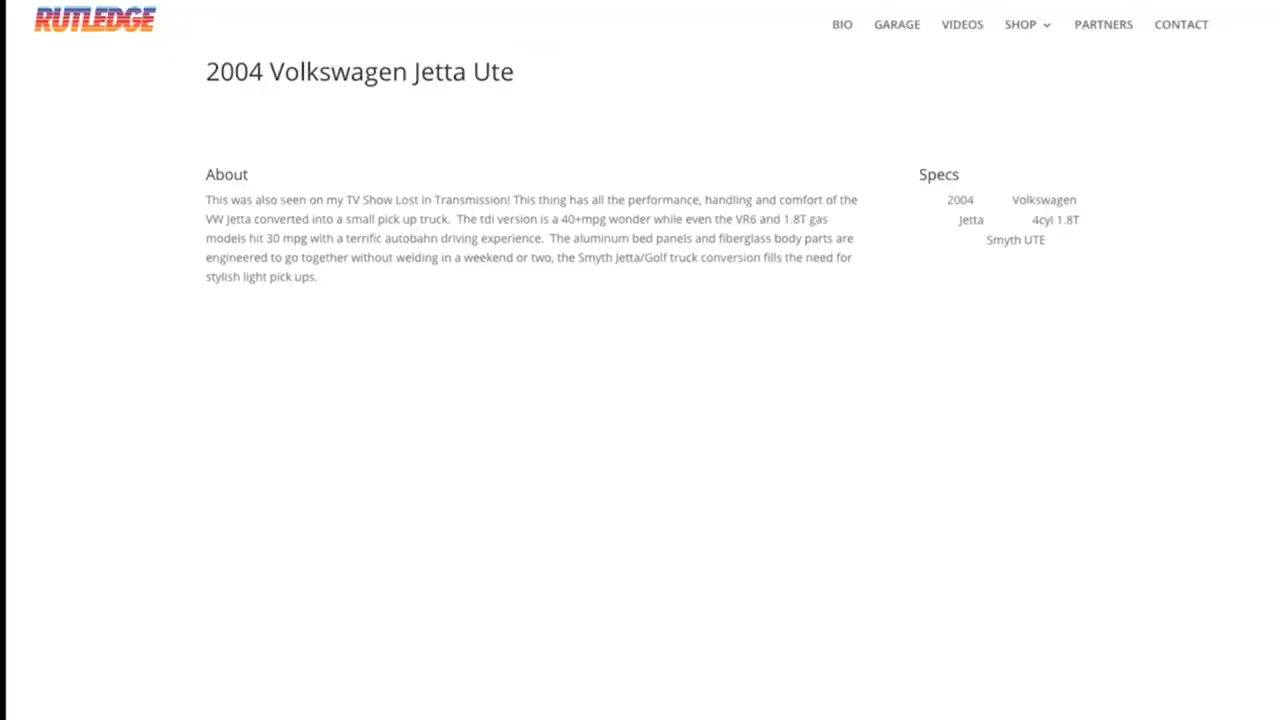 RUTLEDGE
BIO GARAGE VIDEOS SHOP PARTNERS CONTACT
2004 Volkswagen Jetta Ute
About
This was also seen on my TV Show Lost in Transmission! This thing has all the performance, handling and comfort of the
VW Jetta converted into a small pick up truck.  The tdi version is a 40+mpg wonder while even the VR6 and 1.8T gas
models hit 30 mpg with a terrific autobahn driving experience.  The aluminum bed panels and fiberglass body parts are
engineered to go together without welding in a weekend or two, the Smyth Jetta/Golf truck conversion fills the need for
stylish light pick ups.
Specs
2004 Volkswagen
Jetta 4cyl 1.8T
Smyth UTE